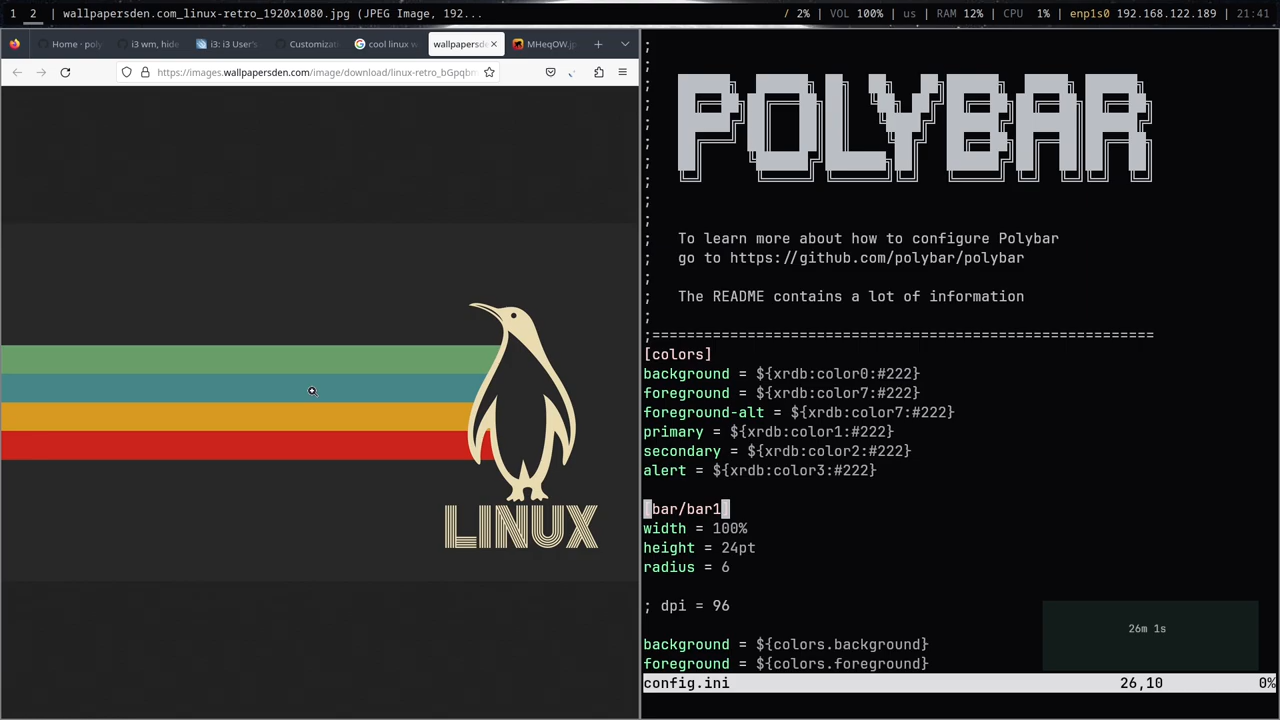 1 2 | wallpapersden.com_linux-retro_1920x1080.jpg (JPEG Image, 192... / 2% | VOL 100% | us | RAM 12% | CPU 1% | enp1s0 192.168.122.189 | 21:41
Home · poly
i3 wm, hide
i3: i3 User's
Customizati
cool linux w
wallpapersde
MHeqOW.jp
https://images.wallpapersden.com/image/download/linux-retro_bGpqbn
LINUX
;
;
;
;
;
;
;
;
POLYBAR
;
;
; To learn more about how to configure Polybar
; go to https://github.com/polybar/polybar
;
; The README contains a lot of information
;
;==========================================================
[colors]
background = ${xrdb:color0:#222}
foreground = ${xrdb:color7:#222}
foreground-alt = ${xrdb:color7:#222}
primary = ${xrdb:color1:#222}
secondary = ${xrdb:color2:#222}
alert = ${xrdb:color3:#222}
[bar/bar1]
width = 100%
height = 24pt
radius = 6
; dpi = 96
background = ${colors.background}
foreground = ${colors.foreground}
26m 1s
config.ini 26,10 0%